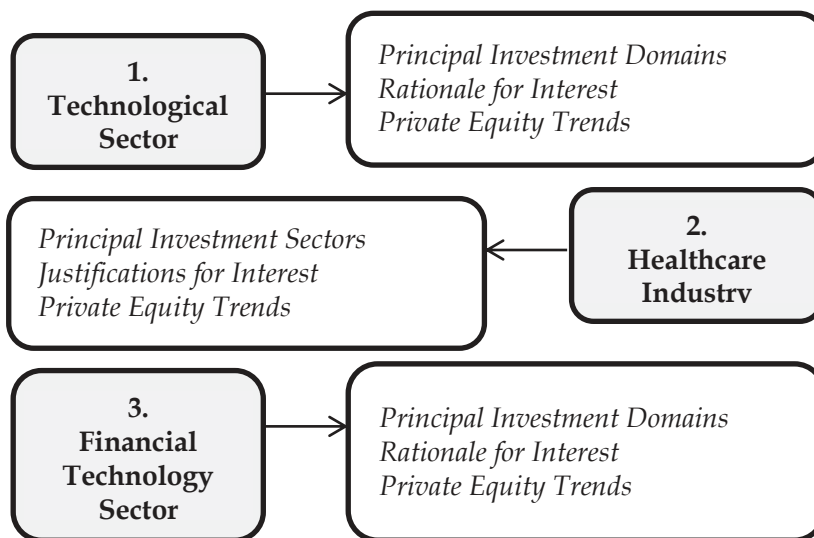 1.
Technological
Sector
Principal Investment Domains
Rationale for Interest
Private Equity Trends
Principal Investment Sectors
Justifications for Interest
Private Equity Trends
2.
Healthcare
Industry
3.
Financial
Technology
Sector
Principal Investment Domains
Rationale for Interest
Private Equity Trends